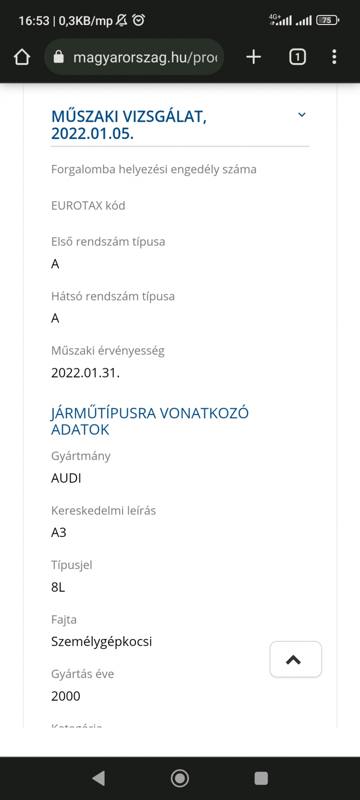 16:53 | 0,3KB/mp
4G+
75
magyarorszag.hu/pro
1
MŰSZAKI VIZSGÁLAT,
2022.01.05.
Forgalomba helyezési engedély száma
EUROTAX kód
Első rendszám típusa
A
Hátsó rendszám típusa
A
Műszaki érvényesség
2022.01.31.
JÁRMŰTÍPUSRA VONATKOZÓ
ADATOK
Gyártmány
AUDI
Kereskedelmi leírás
A3
Típusjel
8L
Fajta
Személygépkocsi
Gyártás éve
2000